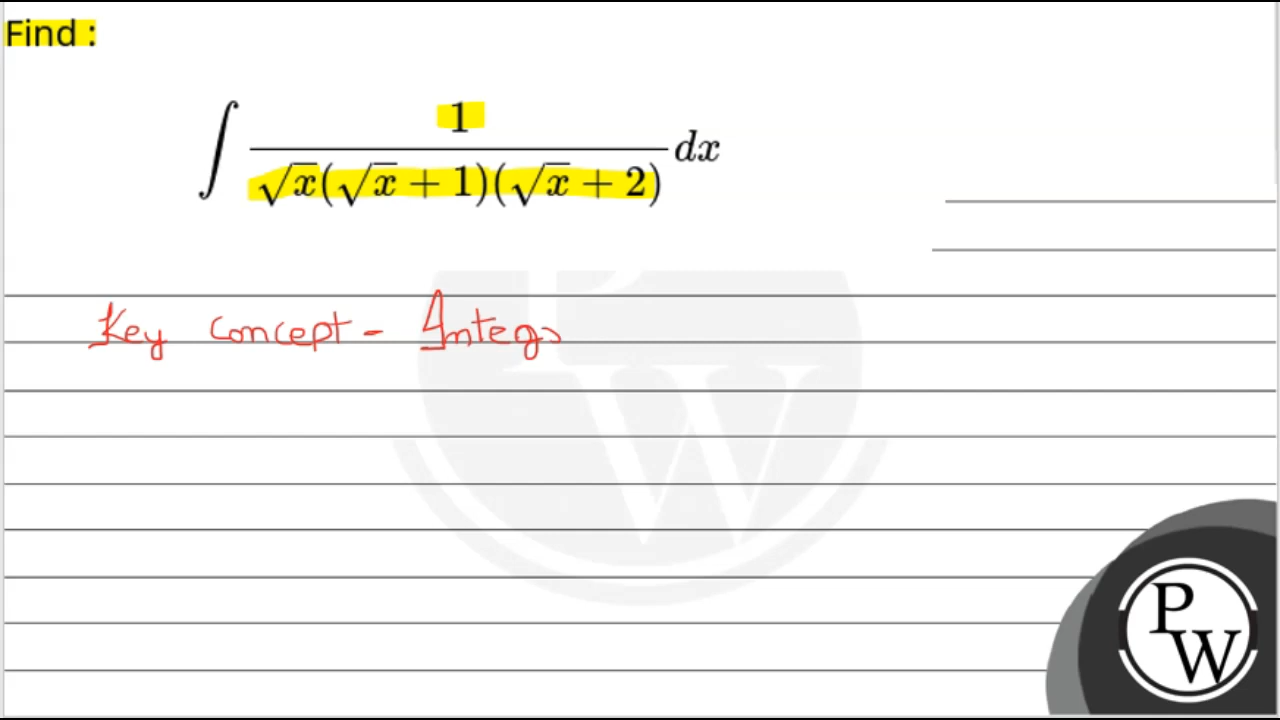 Find :
∫ 1 / √x(√x + 1)(√x + 2) dx
Key concept - Integ
P
W